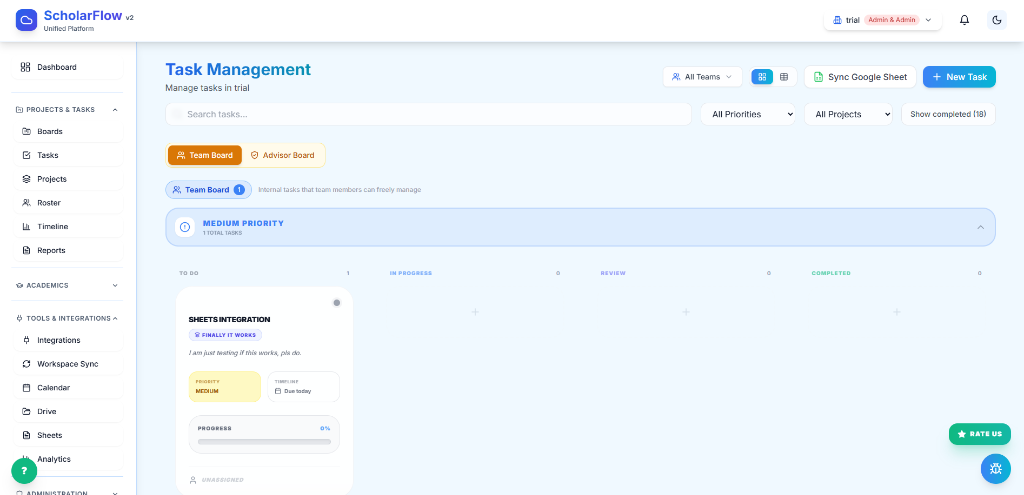 ScholarFlow v2
Unified Platform
trial Admin & Admin
Dashboard
PROJECTS & TASKS
Boards
Tasks
Projects
Roster
Timeline
Reports
ACADEMICS
TOOLS & INTEGRATIONS
Integrations
Workspace Sync
Calendar
Drive
Sheets
Analytics
?
ADMINISTRATION
Task Management
Manage tasks in trial
All Teams
Sync Google Sheet
New Task
Search tasks...
All Priorities
All Projects
Show completed (18)
Team Board
Advisor Board
Team Board 1
Internal tasks that team members can freely manage
MEDIUM PRIORITY
1 TOTAL TASKS
TO DO 1
IN PROGRESS 0
REVIEW 0
COMPLETED 0
SHEETS INTEGRATION
FINALLY IT WORKS
I am just testing if this works, pls do.
PRIORITY
MEDIUM
TIMELINE
Due today
PROGRESS 0%
UNASSIGNED
RATE US